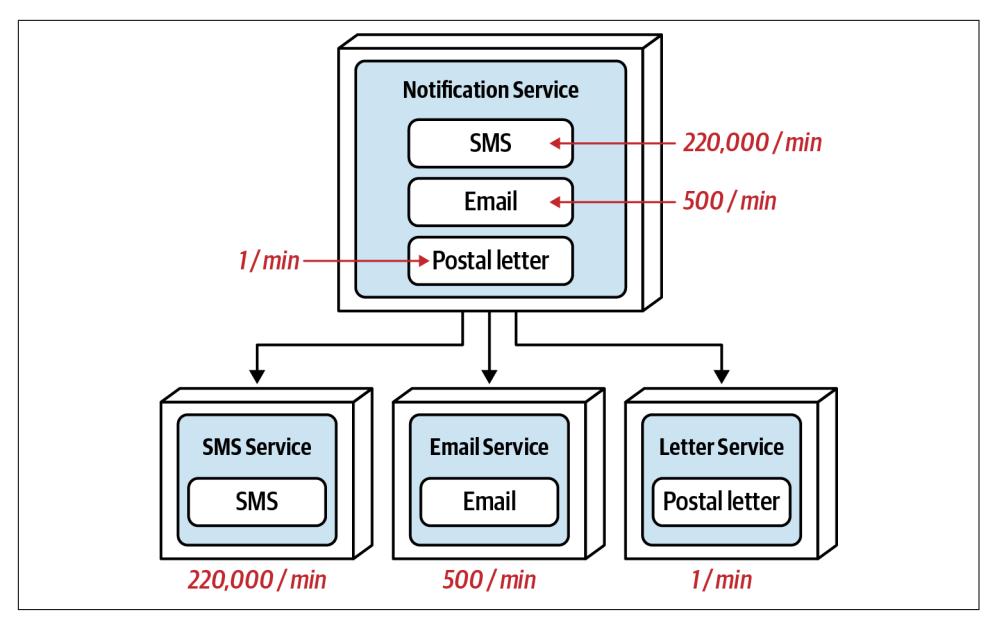 Notification Service
SMS
220,000 / min
Email
500 / min
1 / min
Postal letter
SMS Service
Email Service
Letter Service
SMS
Email
Postal letter
220,000 / min
500 / min
1 / min